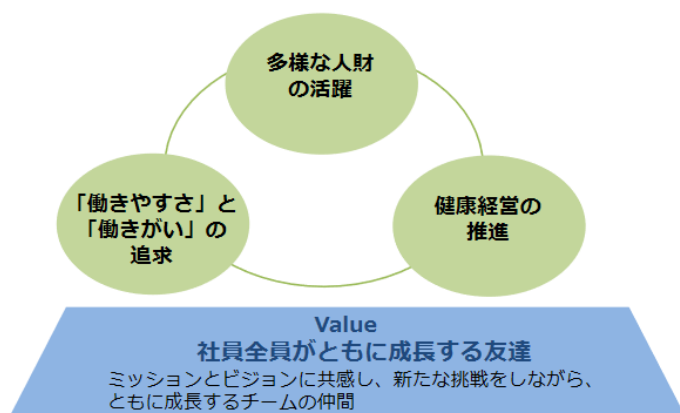 多様な人財
の活躍
「働きやすさ」と
「働きがい」の
追求
健康経営の
推進
Value
社員全員がともに成長する友達
ミッションとビジョンに共感し、新たな挑戦をしながら、
ともに成長するチームの仲間